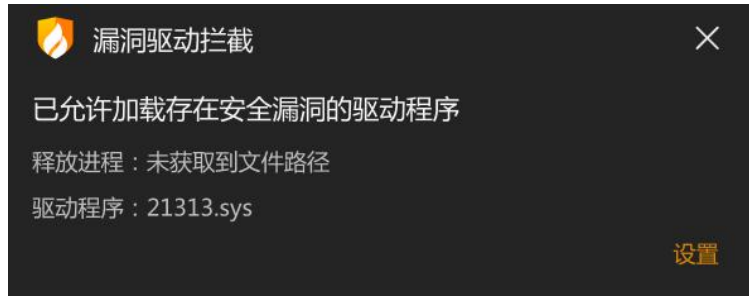 漏洞驱动拦截
已允许加载存在安全漏洞的驱动程序
释放进程：未获取到文件路径
驱动程序：21313.sys
设置